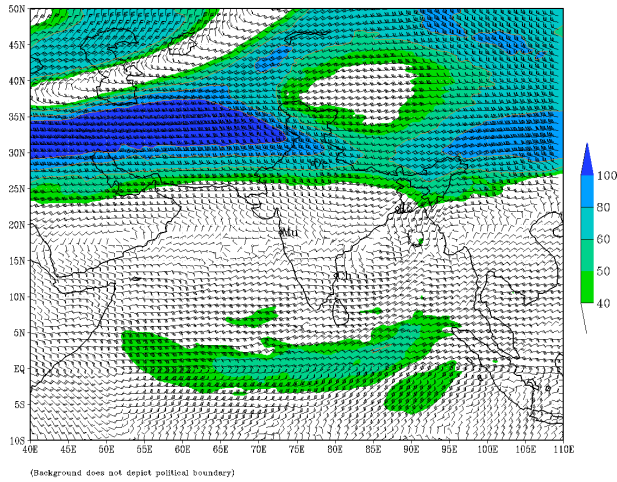 50N
45N
40N
35N
30N
25N
20N
15N
10N
5N
EQ
5S
10S
40E 45E 50E 55E 60E 65E 70E 75E 80E 85E 90E 95E 100E 105E 110E
Mu
100
80
60
50
40
(Background does not depict political boundary)